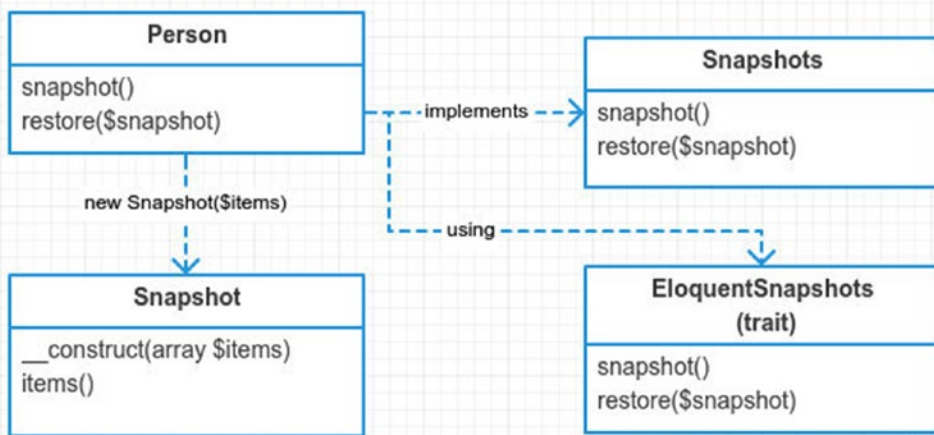 Person
snapshot()
restore($snapshot)
implements
Snapshots
snapshot()
restore($snapshot)
new Snapshot($items)
using
Snapshot
__construct(array $items)
items()
EloquentSnapshots
(trait)
snapshot()
restore($snapshot)